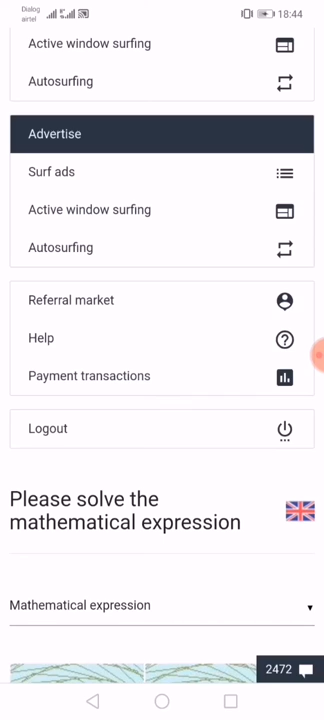 Dialog
airtel
18:44
Active window surfing
Autosurfing
Advertise
Surf ads
Active window surfing
Autosurfing
Referral market
Help
Payment transactions
Logout
Please solve the
mathematical expression
Mathematical expression
2472